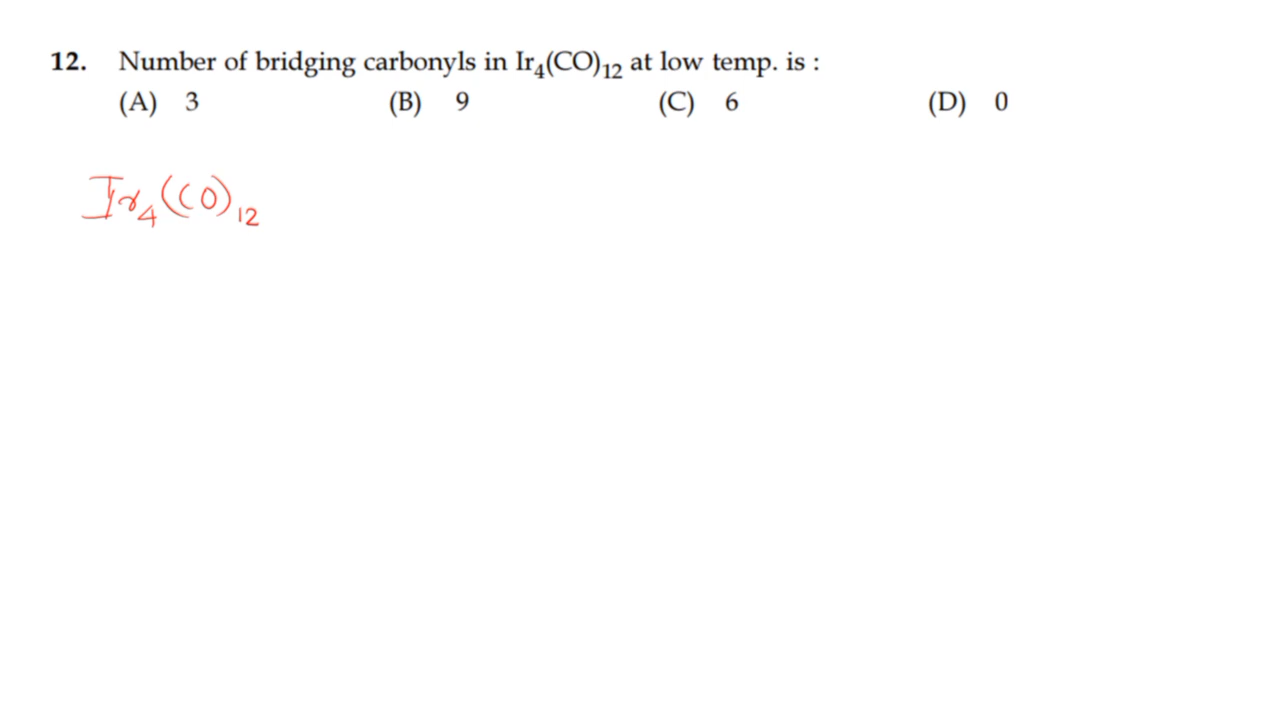 12. Number of bridging carbonyls in Ir₄(CO)₁₂ at low temp. is :
(A) 3 (B) 9 (C) 6 (D) 0
Ir₄(CO)₁₂